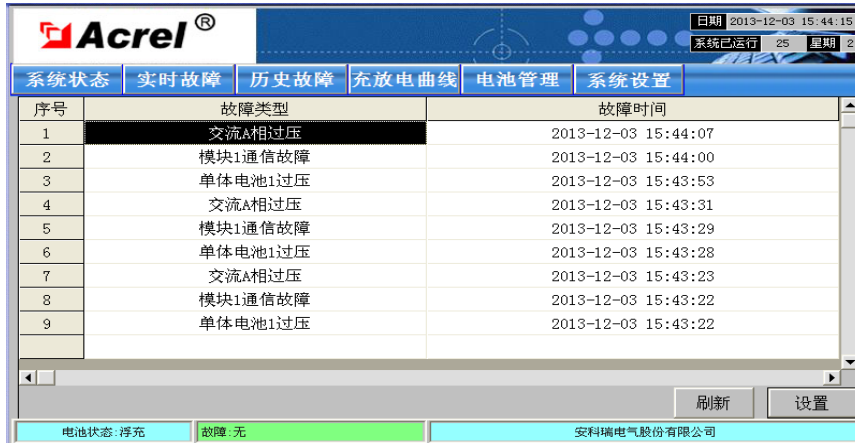 Acrel®
日期 2013-12-03 15:44:15
系统已运行 25 星期 2
系统状态 实时故障 历史故障 充放电曲线 电池管理 系统设置
序号 故障类型 故障时间
1 交流A相过压 2013-12-03 15:44:07
2 模块1通信故障 2013-12-03 15:44:00
3 单体电池1过压 2013-12-03 15:43:53
4 交流A相过压 2013-12-03 15:43:31
5 模块1通信故障 2013-12-03 15:43:29
6 单体电池1过压 2013-12-03 15:43:28
7 交流A相过压 2013-12-03 15:43:23
8 模块1通信故障 2013-12-03 15:43:22
9 单体电池1过压 2013-12-03 15:43:22
刷新 设置
电池状态:浮充 故障:无 安科瑞电气股份有限公司